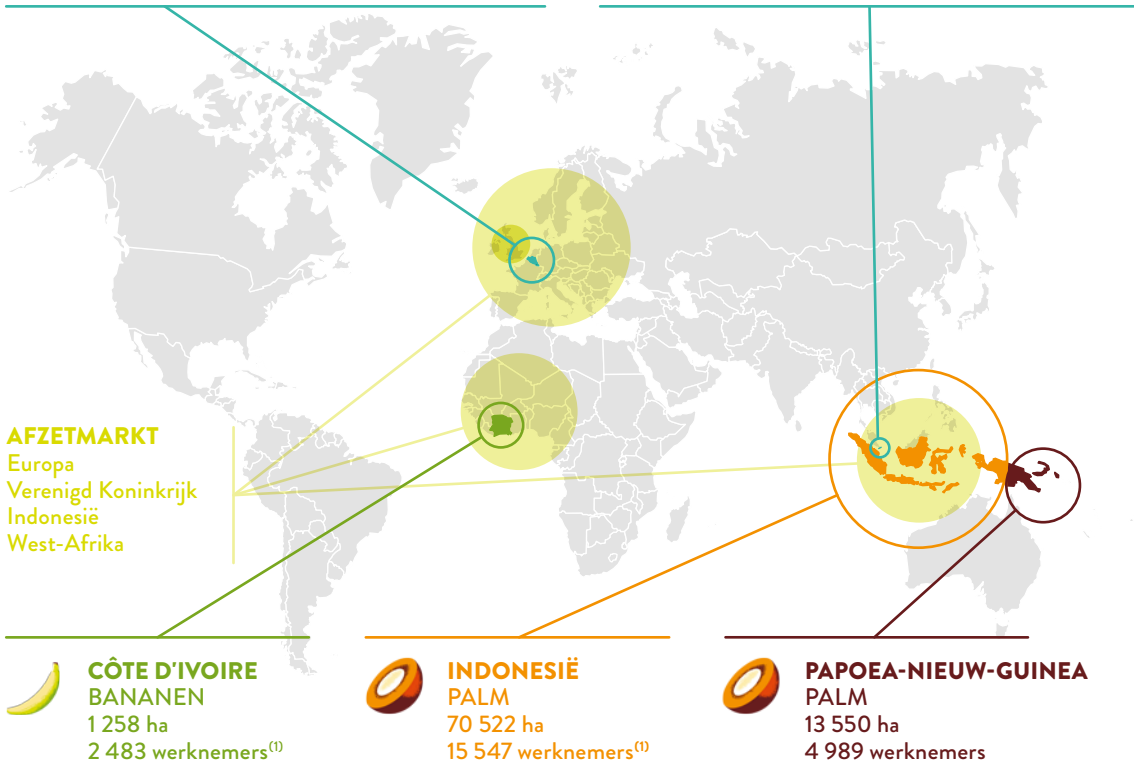 AFZETMARKT
Europa
Verenigd Koninkrijk
Indonesië
West-Afrika
CÔTE D'IVOIRE
BANANEN
1 258 ha
2 483 werknemers(1)
INDONESIË
PALM
70 522 ha
15 547 werknemers(1)
PAPOEA-NIEUW-GUINEA
PALM
13 550 ha
4 989 werknemers